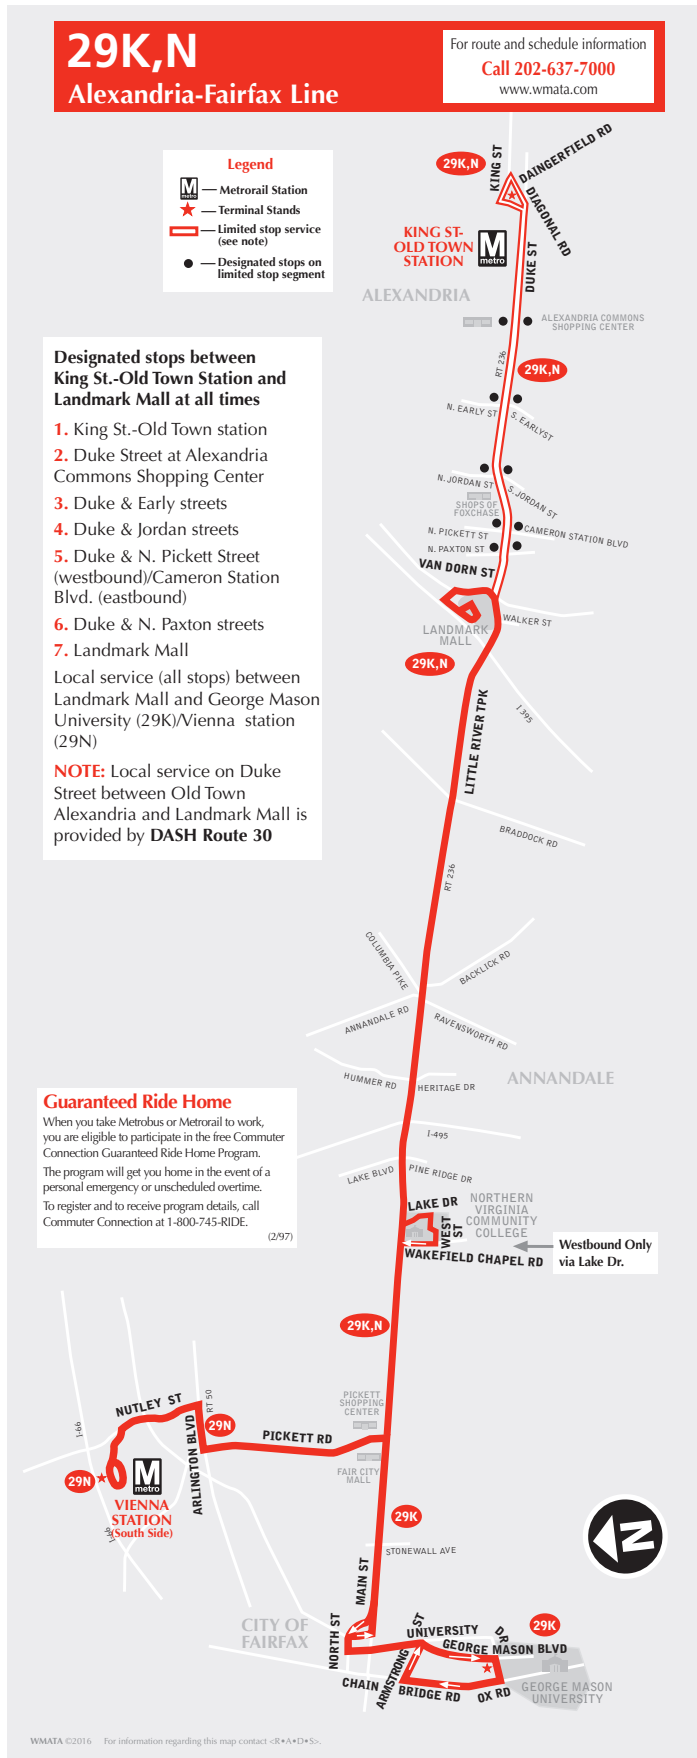 29K,N
Alexandria-Fairfax Line
For route and schedule information
Call 202-637-7000
www.wmata.com
Legend
M
metro
— Metrorail Station
— Terminal Stands
— Limited stop service
(see note)
— Designated stops on
limited stop segment
29K,N
KING ST
DAINGERFIELD RD
DIAGONAL RD
KING ST-
OLD TOWN
STATION
M
metro
DUKE ST
ALEXANDRIA
ALEXANDRIA COMMONS
SHOPPING CENTER
RT 236
29K,N
N. EARLY ST
S. EARLYST
N. JORDAN ST
S. JORDAN ST
SHOPS OF
FOXCHASE
N. PICKETT ST
CAMERON STATION BLVD
N. PAXTON ST
VAN DORN ST
WALKER ST
LANDMARK
MALL
29K,N
Designated stops between
King St.-Old Town Station and
Landmark Mall at all times
1. King St.-Old Town station
2. Duke Street at Alexandria
Commons Shopping Center
3. Duke & Early streets
4. Duke & Jordan streets
5. Duke & N. Pickett Street
(westbound)/Cameron Station
Blvd. (eastbound)
6. Duke & N. Paxton streets
7. Landmark Mall
Local service (all stops) between
Landmark Mall and George Mason
University (29K)/Vienna station
(29N)
NOTE: Local service on Duke
Street between Old Town
Alexandria and Landmark Mall is
provided by DASH Route 30
I 395
LITTLE RIVER TPK
BRADDOCK RD
RT 236
COLUMBIA PIKE
BACKLICK RD
ANNANDALE RD
RAVENSWORTH RD
HUMMER RD
HERITAGE DR
ANNANDALE
I-495
LAKE BLVD
PINE RIDGE DR
Guaranteed Ride Home
When you take Metrobus or Metrorail to work,
you are eligible to participate in the free Commuter
Connection Guaranteed Ride Home Program.
The program will get you home in the event of a
personal emergency or unscheduled overtime.
To register and to receive program details, call
Commuter Connection at 1-800-745-RIDE.
(2/97)
LAKE DR
WEST ST
NORTHERN
VIRGINIA
COMMUNITY
COLLEGE
WAKEFIELD CHAPEL RD
Westbound Only
via Lake Dr.
29K,N
PICKETT
SHOPPING
CENTER
NUTLEY ST
RT 50
29N
I-66
ARLINGTON BLVD
PICKETT RD
FAIR CITY
MALL
29N
M
metro
VIENNA
STATION
(South Side)
I-66
29K
N
STONEWALL AVE
MAIN ST
CITY OF
FAIRFAX
NORTH ST
29K
UNIVERSITY DR
GEORGE MASON BLVD
ARMSTRONG ST
CHAIN BRIDGE RD
OX RD
GEORGE MASON
UNIVERSITY
WMATA ©2016 For information regarding this map contact <R•A•D•S>.